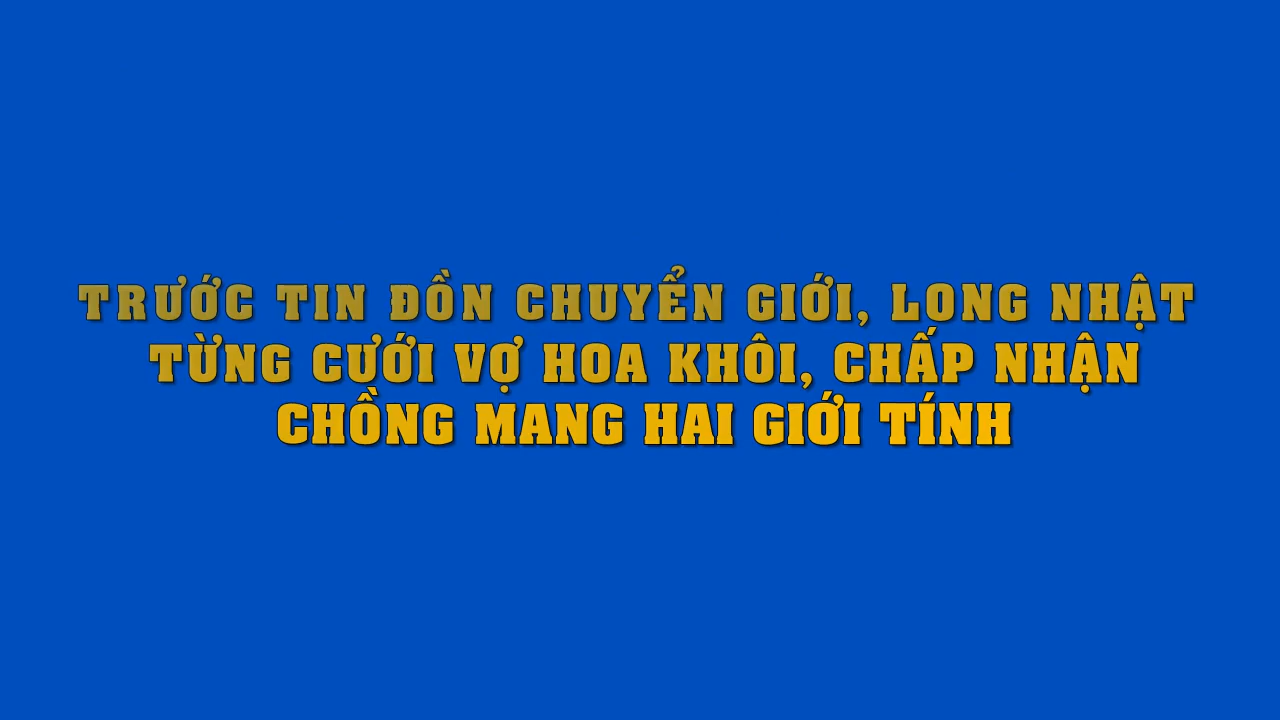 TRƯỚC TIN ĐỒN CHUYỂN GIỚI, LONG NHẬT
TỪNG CƯỚI VỢ HOA KHÔI, CHẤP NHẬN
CHỒNG MANG HAI GIỚI TÍNH